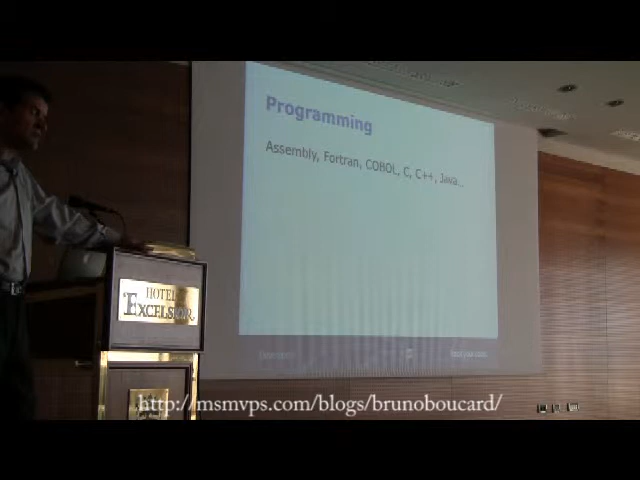 Programming
Assembly, Fortran, COBOL, C, C++, Java...
HOTEL
EXCELSIOR
http://msmvps.com/blogs/brunoboucard/